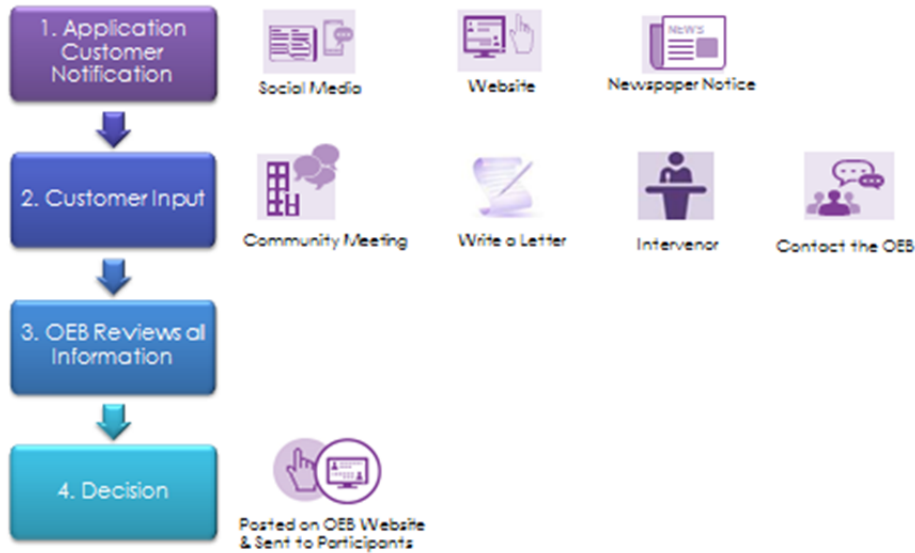 1. Application
Customer
Notification
Social Media
Website
NEWS
Newspaper Notice
2. Customer Input
Community Meeting
Write a Letter
Intervenor
Contact the OEB
3. OEB Reviews all
Information
4. Decision
Posted on OEB Website
& Sent to Participants